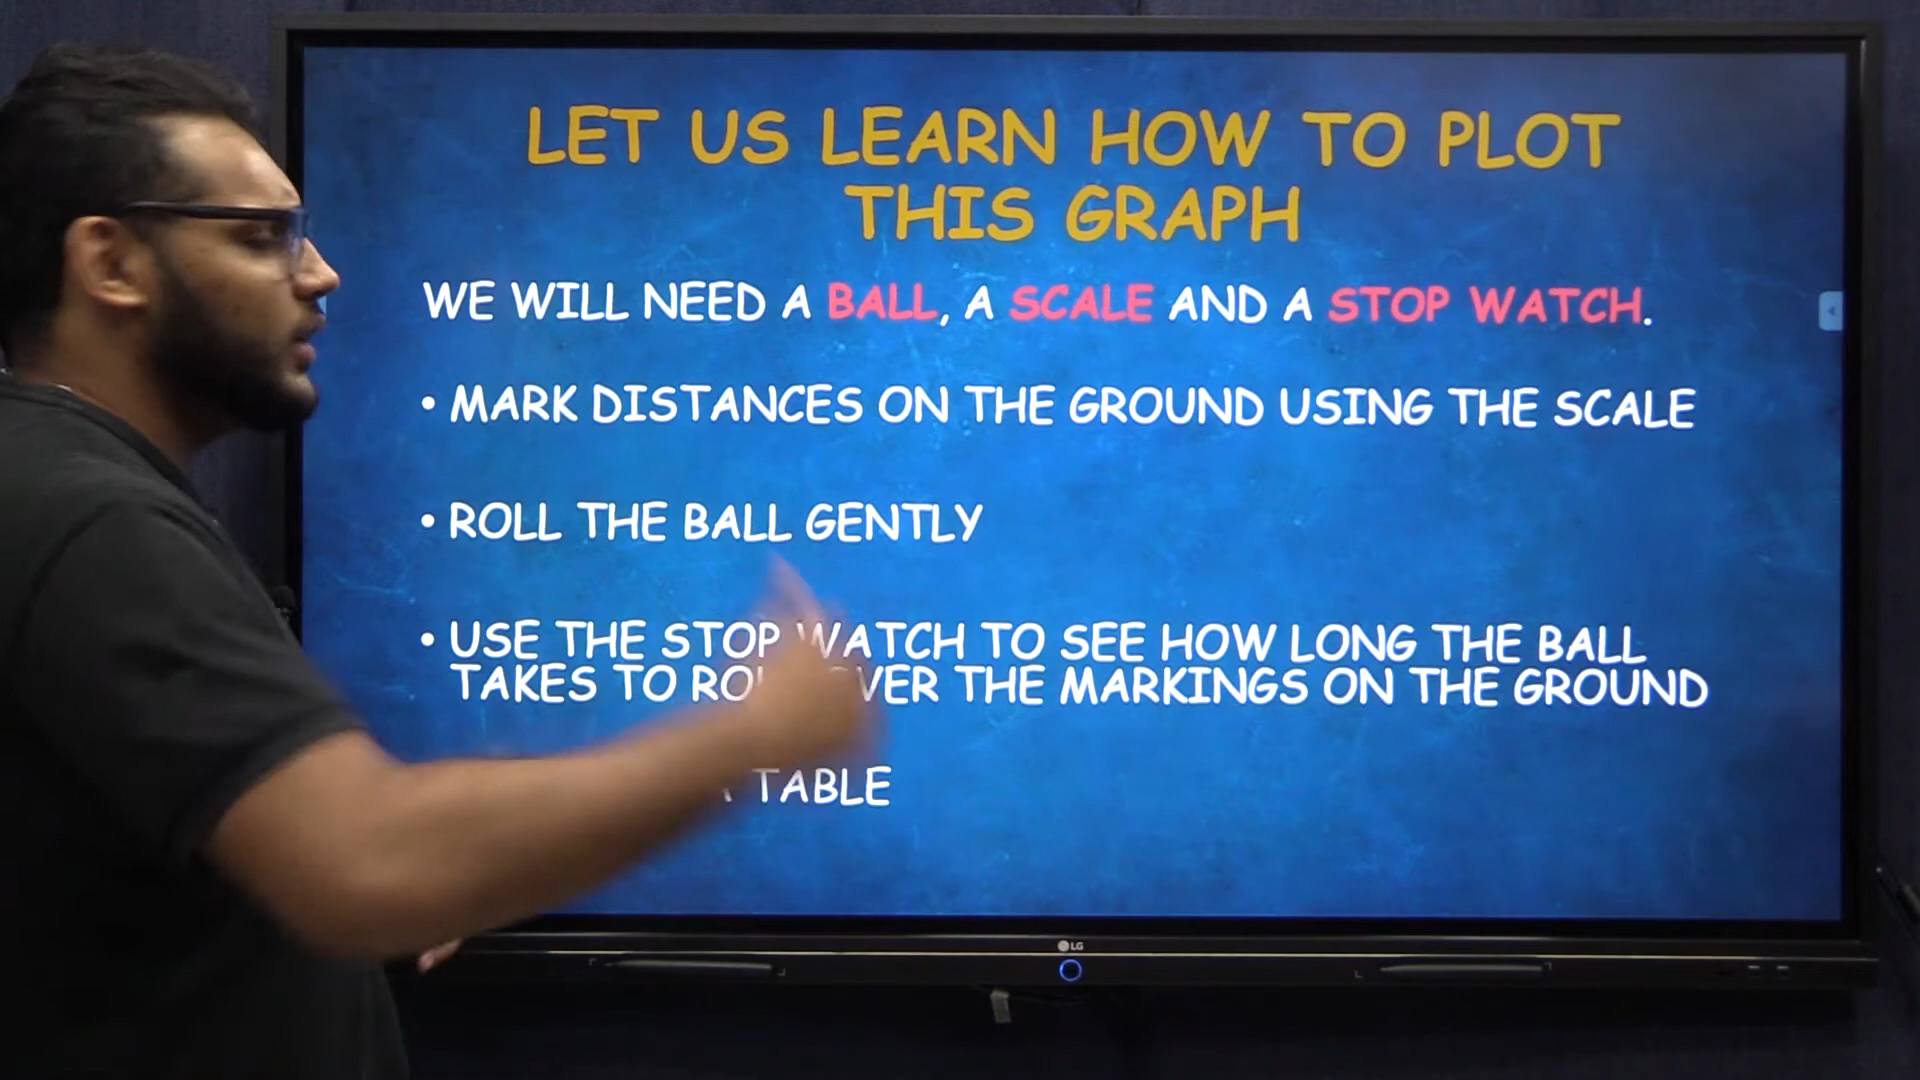 LET US LEARN HOW TO PLOT
THIS GRAPH
WE WILL NEED A BALL, A SCALE AND A STOP WATCH.
• MARK DISTANCES ON THE GROUND USING THE SCALE
• ROLL THE BALL GENTLY
• USE THE STOP WATCH TO SEE HOW LONG THE BALL
TAKES TO OVER THE MARKINGS ON THE GROUND
TABLE
LG